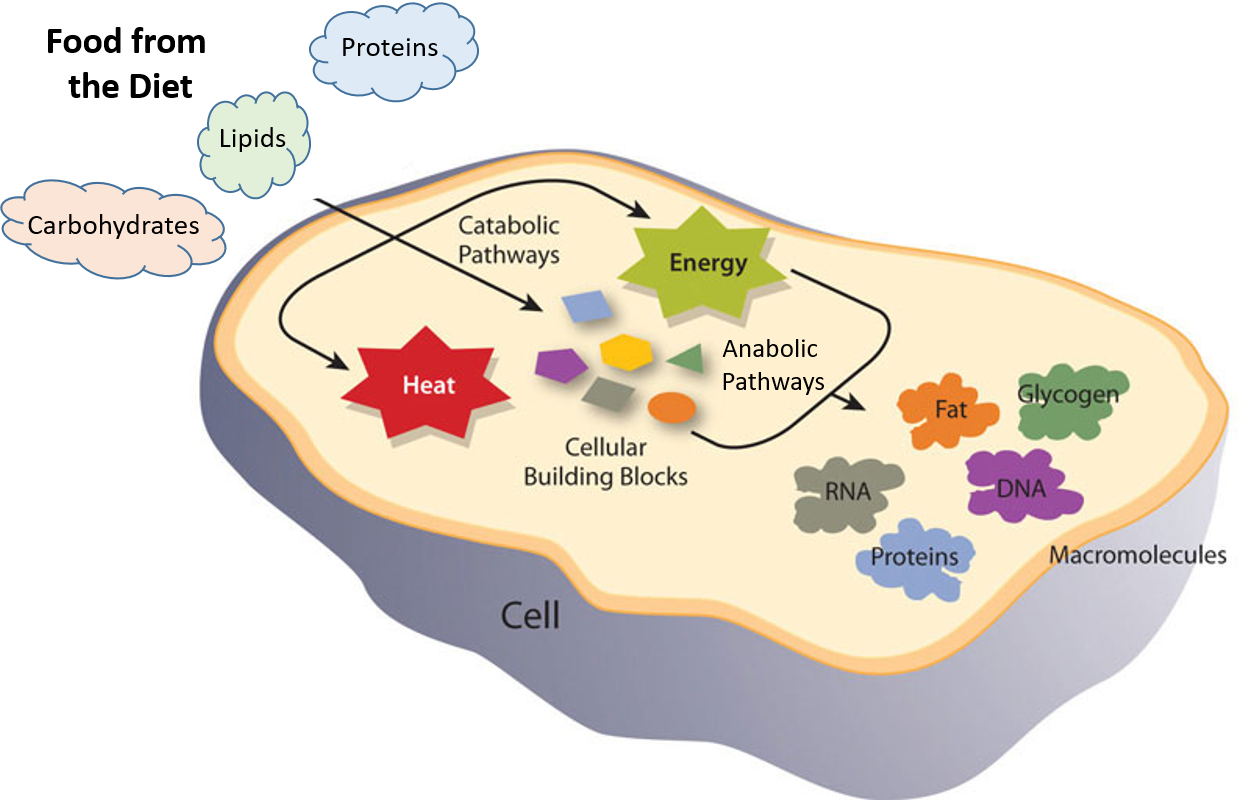 Food from
the Diet
Proteins
Lipids
Carbohydrates
Catabolic
Pathways
Energy
Heat
Anabolic
Pathways
Cellular
Building Blocks
Fat
Glycogen
RNA
DNA
Proteins
Macromolecules
Cell